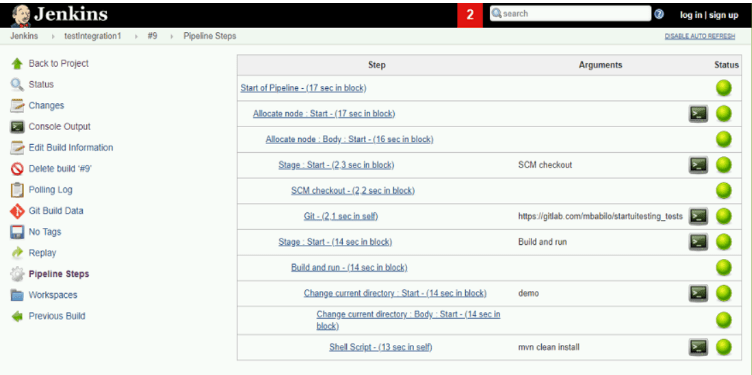 Jenkins
2
search
log in | sign up
Jenkins › testIntegration1 › #9 › Pipeline Steps
DISABLE AUTO REFRESH
Back to Project
Status
Changes
Console Output
Edit Build Information
Delete build '#9'
Polling Log
Git Build Data
No Tags
Replay
Pipeline Steps
Workspaces
Previous Build
Step Arguments Status
Start of Pipeline - (17 sec in block)
Allocate node : Start - (17 sec in block)
Allocate node : Body : Start - (16 sec in block)
Stage : Start - (2,3 sec in block) SCM checkout
SCM checkout - (2,2 sec in block)
Git - (2,1 sec in self) https://gitlab.com/mbabilo/startuitesting_tests
Stage : Start - (14 sec in block) Build and run
Build and run - (14 sec in block)
Change current directory : Start - (14 sec in block) demo
Change current directory : Body : Start - (14 sec in
block)
Shell Script - (13 sec in self) mvn clean install